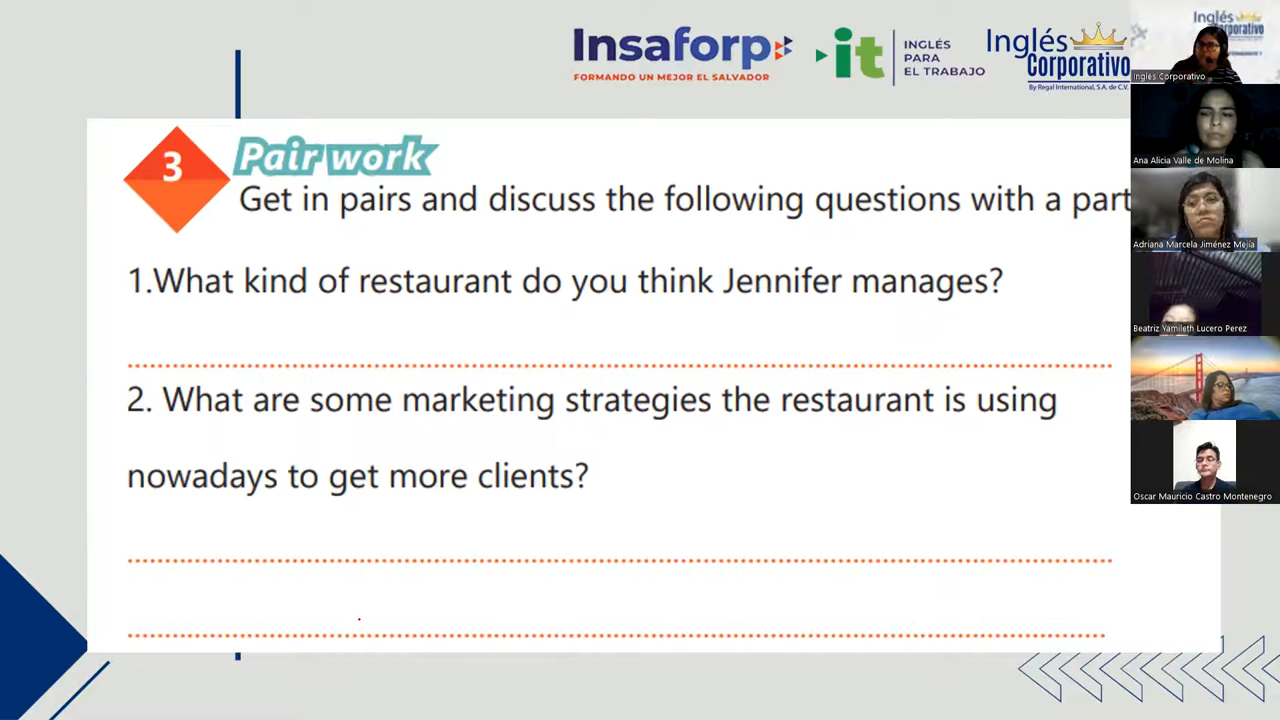 Insaforp
FORMANDO UN MEJOR EL SALVADOR
it
INGLÉS
PARA
EL TRABAJO
Inglés
Corporativo
By Regal International, S.A. de C.V.
3
Pair work
Get in pairs and discuss the following questions with a part
1.What kind of restaurant do you think Jennifer manages?
2. What are some marketing strategies the restaurant is using
nowadays to get more clients?
Inglés
Corporativo
Inglés Corporativo
Ana Alicia Valle de Molina
Adriana Marcela Jiménez Mejía
Beatriz Yamileth Lucero Perez
Oscar Mauricio Castro Montenegro